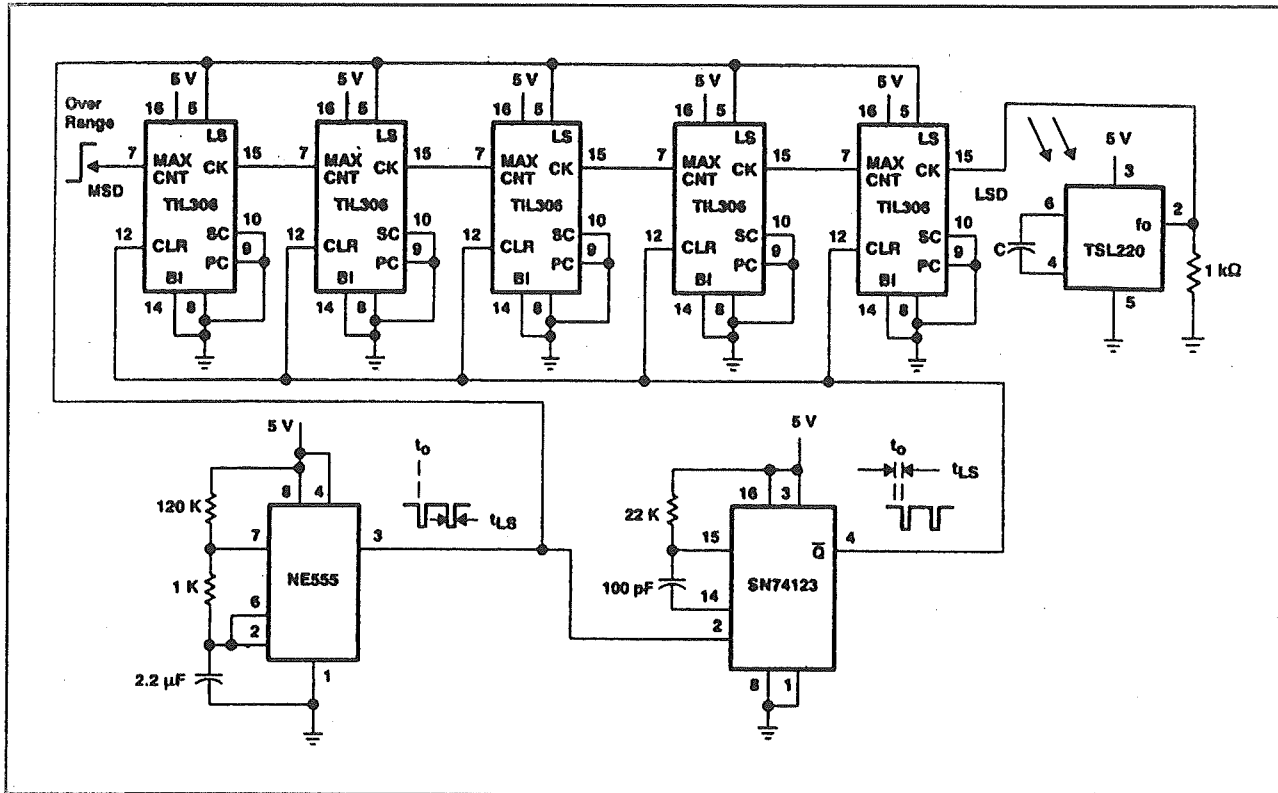 5 V 5 V 5 V 5 V 5 V
Over Range
16 5 16 5 16 5 16 5 16 5
LS LS LS LS LS
7 MAX CNT CK 15 7 MAX CNT CK 15 7 MAX CNT CK 15 7 MAX CNT CK 15 7 MAX CNT CK 15
MSD
LSD
TIL306 TIL306 TIL306 TIL306 TIL306
SC 10 SC 10 SC 10 SC 10 SC 10
12 CLR PC 9 12 CLR PC 9 12 CLR PC 9 12 CLR PC 9 12 CLR PC 9
BI BI BI BI BI
14 8 14 8 14 8 14 8 14 8
5 V
3
6
fo 2
C
TSL220
4
1 kΩ
5
5 V
to
120 K
8 4
tLS
7
3
NE555
1 K
6
2
2.2 μF
1
5 V
to
tLS
16 3
22 K
15
Q̅ 4
100 pF
SN74123
14
2
8 1